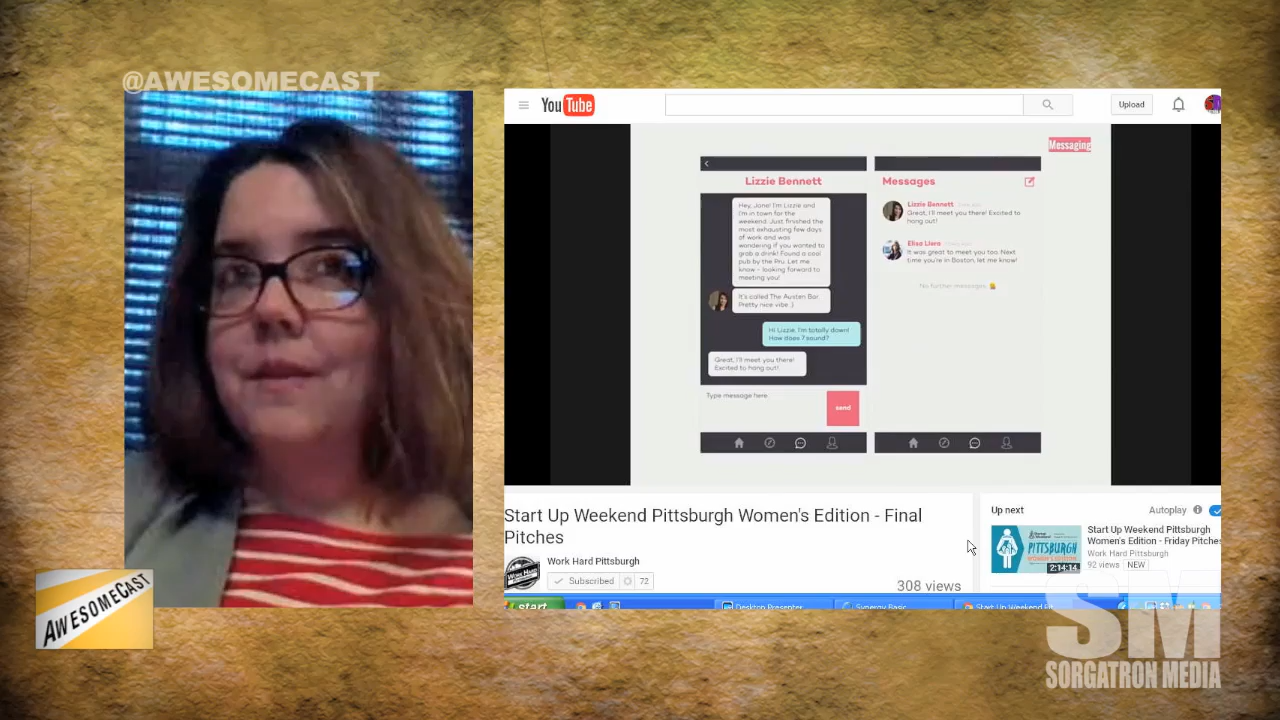 @AWESOMECAST
You Tube
Upload
Messaging
Lizzie Bennett
Hey, Jane! I'm Lizzie and
I'm in town for the
weekend. Just finished the
most exhausting few days
of work and was
wondering if you wanted to
grab a drink! Found a cool
pub by the Pru. Let me
know - looking forward to
meeting you!
It's called The Austen Bar.
Pretty nice vibe :)
Hi Lizzie, I'm totally down!
How does 7 sound?
Great, I'll meet you there!
Excited to hang out!
Type message here
send
Messages
Lizzie Bennett
Great, I'll meet you there! Excited to
hang out!
Elisa Llera
It was great to meet you too. Next
time you're in Boston, let me know!
No further messages
Start Up Weekend Pittsburgh Women's Edition - Final
Pitches
Work Hard Pittsburgh
Subscribed 72
308 views
Up next
Autoplay
PITTSBURGH
2:14:14
Start Up Weekend Pittsburgh
Women's Edition - Friday Pitches
Work Hard Pittsburgh
92 views NEW
start
Desktop Presenter
Synergy Basic
AWESOMECAST
SM
SORGATRON MEDIA